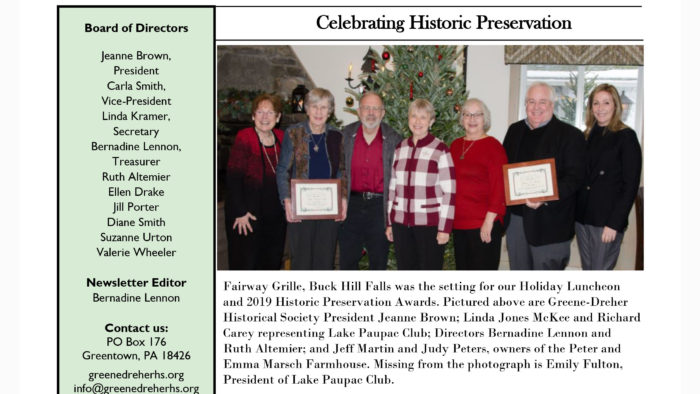 Board of Directors
Jeanne Brown,
President
Carla Smith,
Vice-President
Linda Kramer,
Secretary
Bernadine Lennon,
Treasurer
Ruth Altemier
Ellen Drake
Jill Porter
Diane Smith
Suzanne Urton
Valerie Wheeler
Newsletter Editor
Bernadine Lennon
Contact us:
PO Box 176
Greentown, PA 18426
greenedreherhs.org
info@greenedreherhs.org
Celebrating Historic Preservation
Fairway Grille, Buck Hill Falls was the setting for our Holiday Luncheon
and 2019 Historic Preservation Awards. Pictured above are Greene-Dreher
Historical Society President Jeanne Brown; Linda Jones McKee and Richard
Carey representing Lake Paupac Club; Directors Bernadine Lennon and
Ruth Altemier; and Jeff Martin and Judy Peters, owners of the Peter and
Emma Marsch Farmhouse. Missing from the photograph is Emily Fulton,
President of Lake Paupac Club.